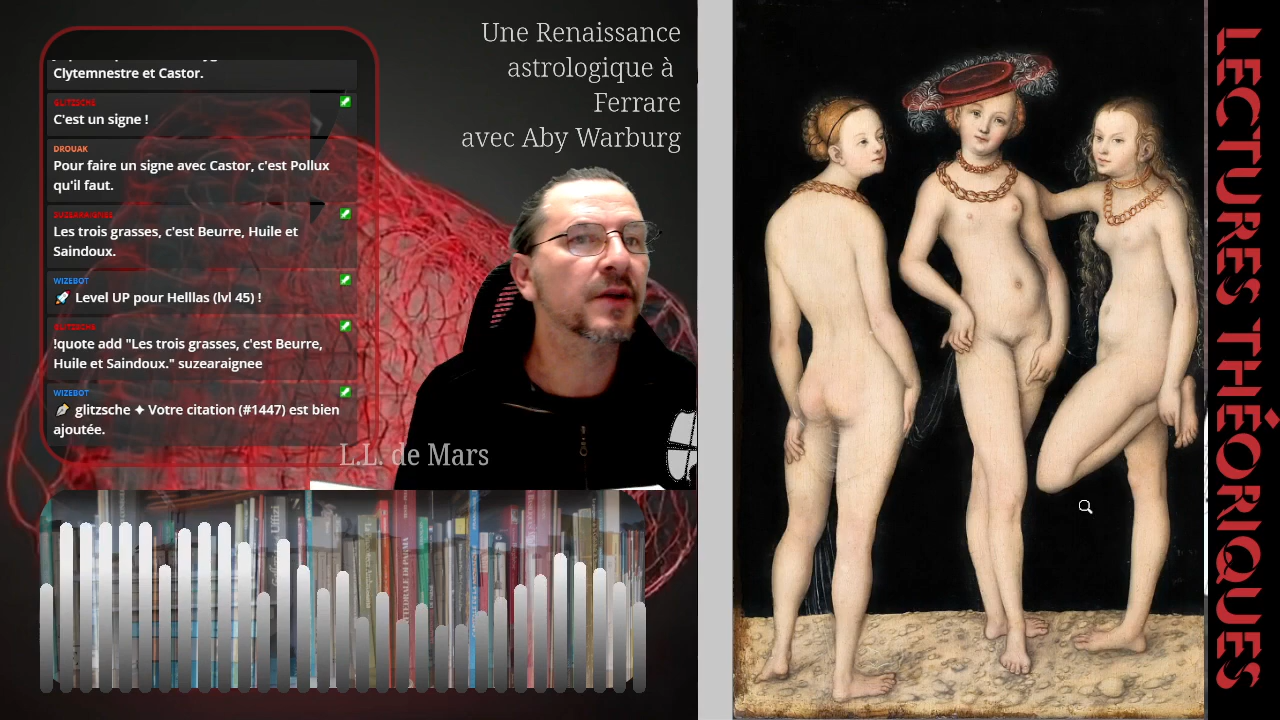 Clytemnestre et Castor.
GLITZSCHE
C'est un signe !
DROUAK
Pour faire un signe avec Castor, c'est Pollux
qu'il faut.
SUZEARAIGNEE
Les trois grasses, c'est Beurre, Huile et
Saindoux.
WIZEBOT
🚀 Level UP pour Helllas (lvl 45) !
GLITZSCHE
!quote add "Les trois grasses, c'est Beurre,
Huile et Saindoux." suzearaignee
WIZEBOT
glitzsche ✦ Votre citation (#1447) est bien
ajoutée.
Une Renaissance
astrologique à
Ferrare
avec Aby Warburg
L.L. de Mars
Uffizi
LECTURES THÉORIQUES